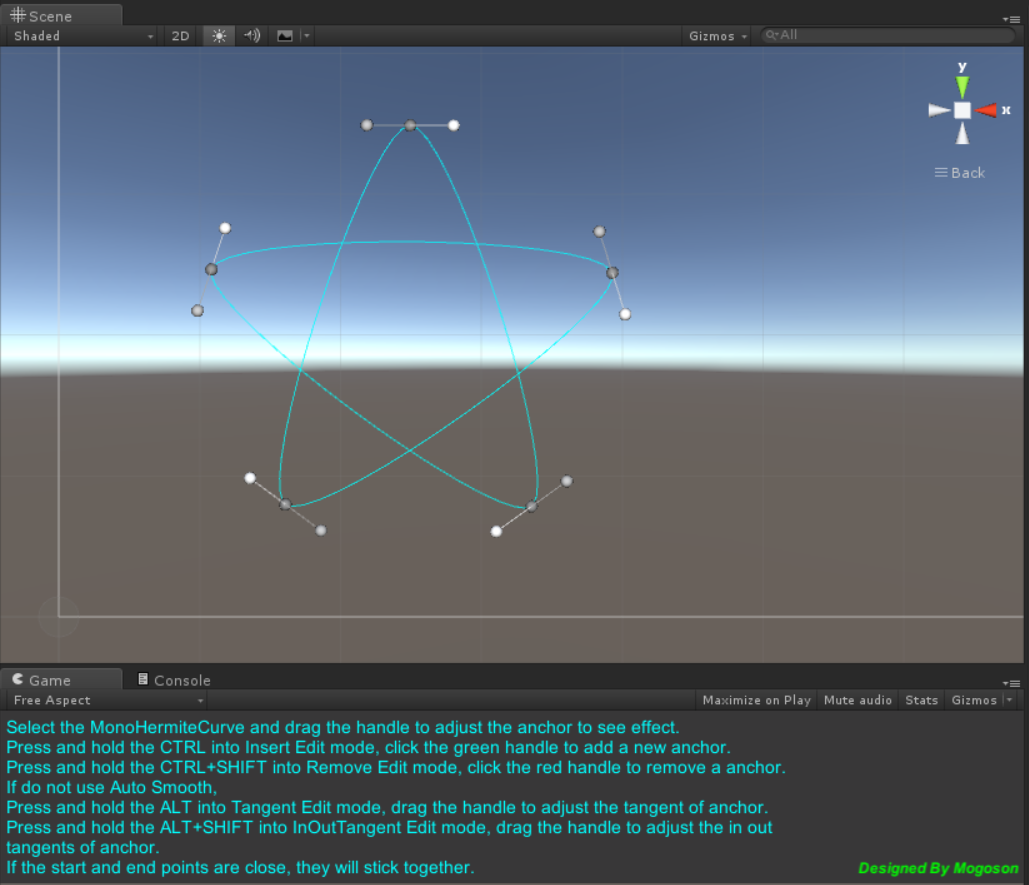 Scene
Shaded
2D
Gizmos
All
y
x
Back
Game
Console
Free Aspect
Maximize on Play
Mute audio
Stats
Gizmos
Select the MonoHermiteCurve and drag the handle to adjust the anchor to see effect.
Press and hold the CTRL into Insert Edit mode, click the green handle to add a new anchor.
Press and hold the CTRL+SHIFT into Remove Edit mode, click the red handle to remove a anchor.
If do not use Auto Smooth,
Press and hold the ALT into Tangent Edit mode, drag the handle to adjust the tangent of anchor.
Press and hold the ALT+SHIFT into InOutTangent Edit mode, drag the handle to adjust the in out
tangents of anchor.
If the start and end points are close, they will stick together.
Designed By Mogoson